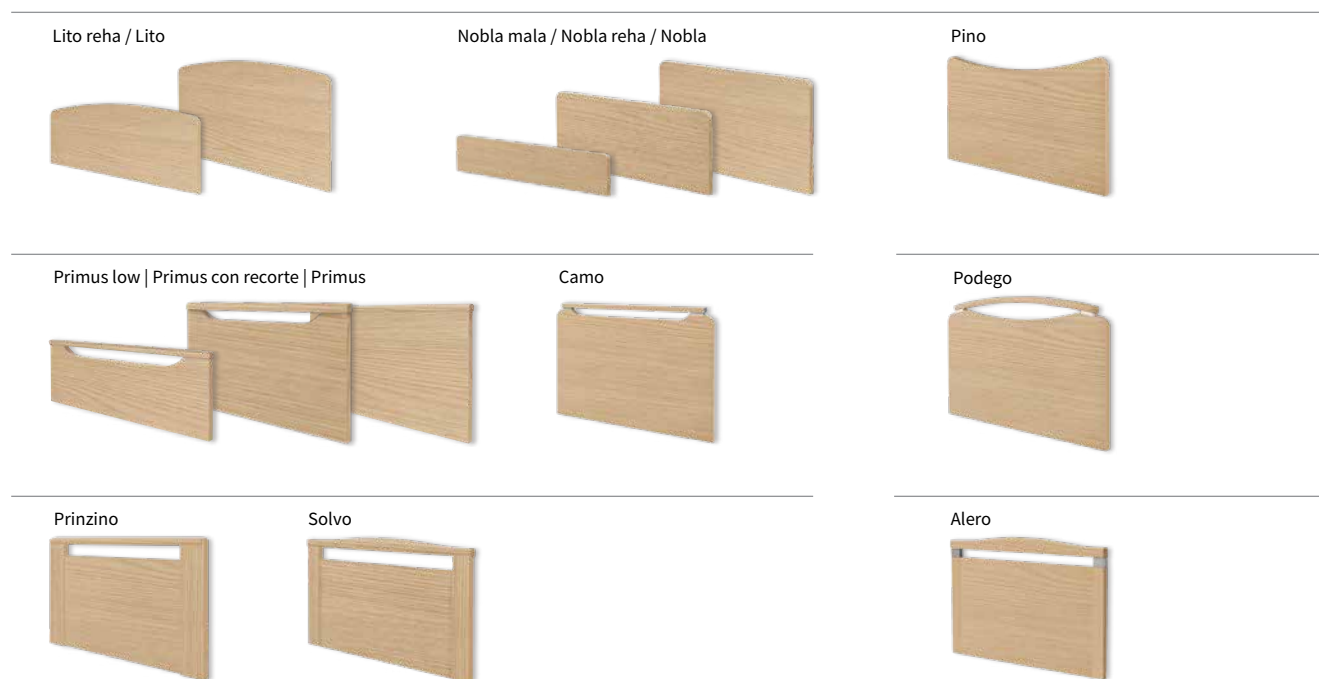 Lito reha / Lito
Nobla mala / Nobla reha / Nobla
Pino
Primus low | Primus con recorte | Primus
Camo
Podego
Prinzino
Solvo
Alero